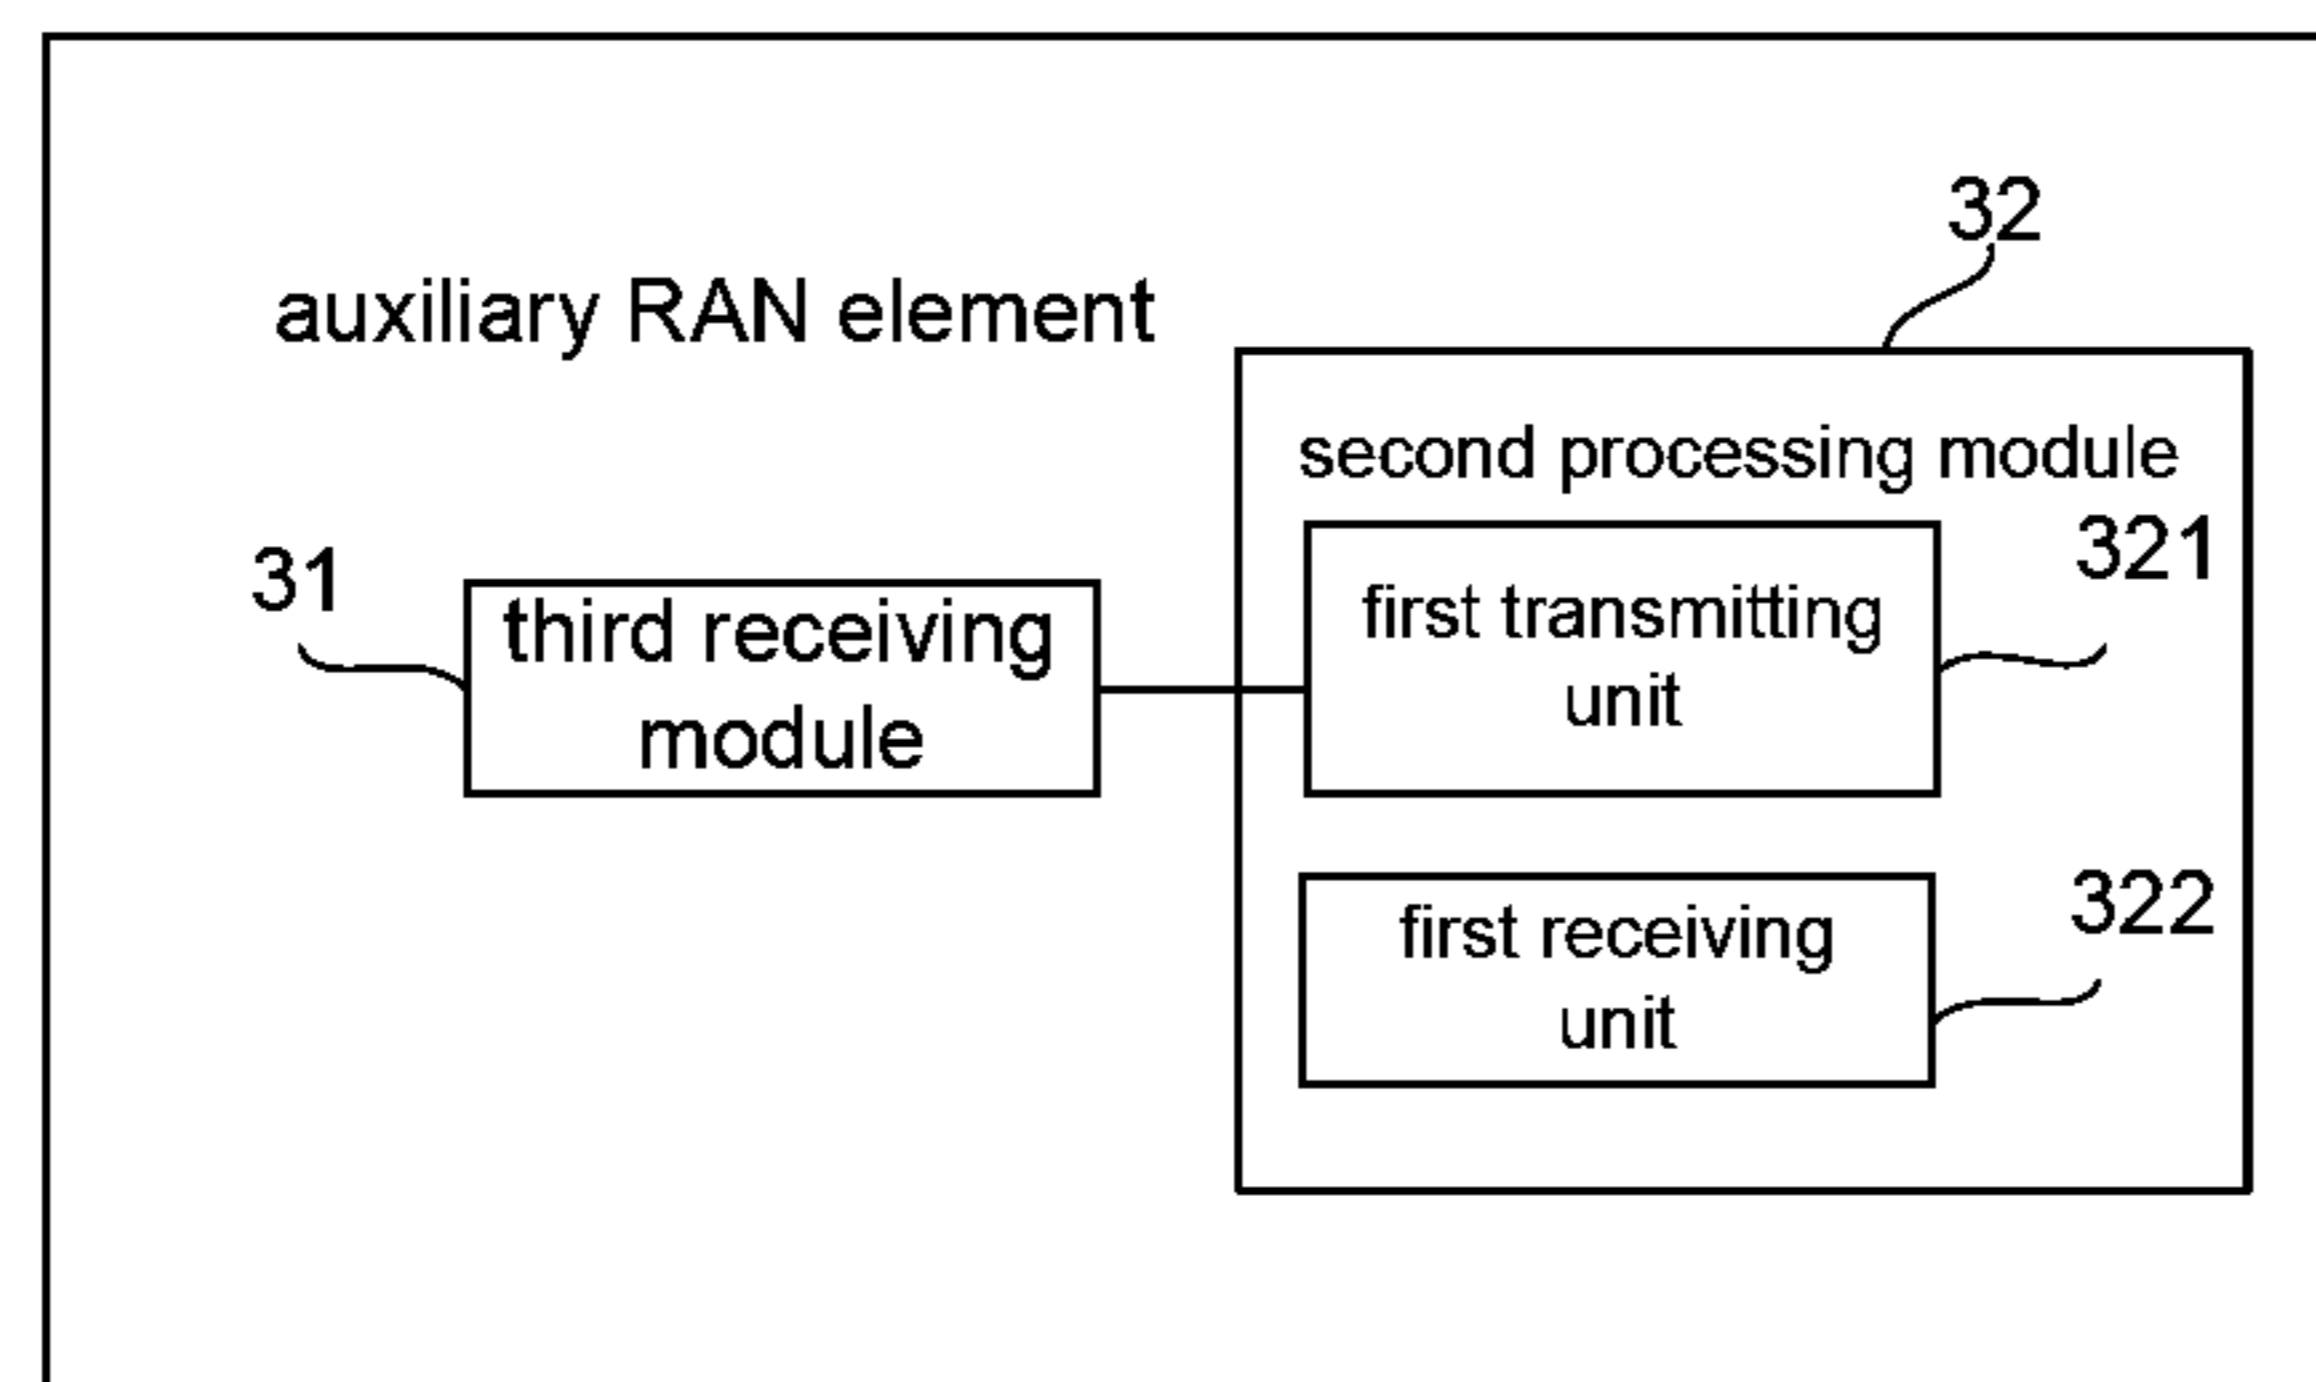 32
auxiliary RAN element
second processing module
31
third receiving
module
321
first transmitting
unit
322
first receiving
unit